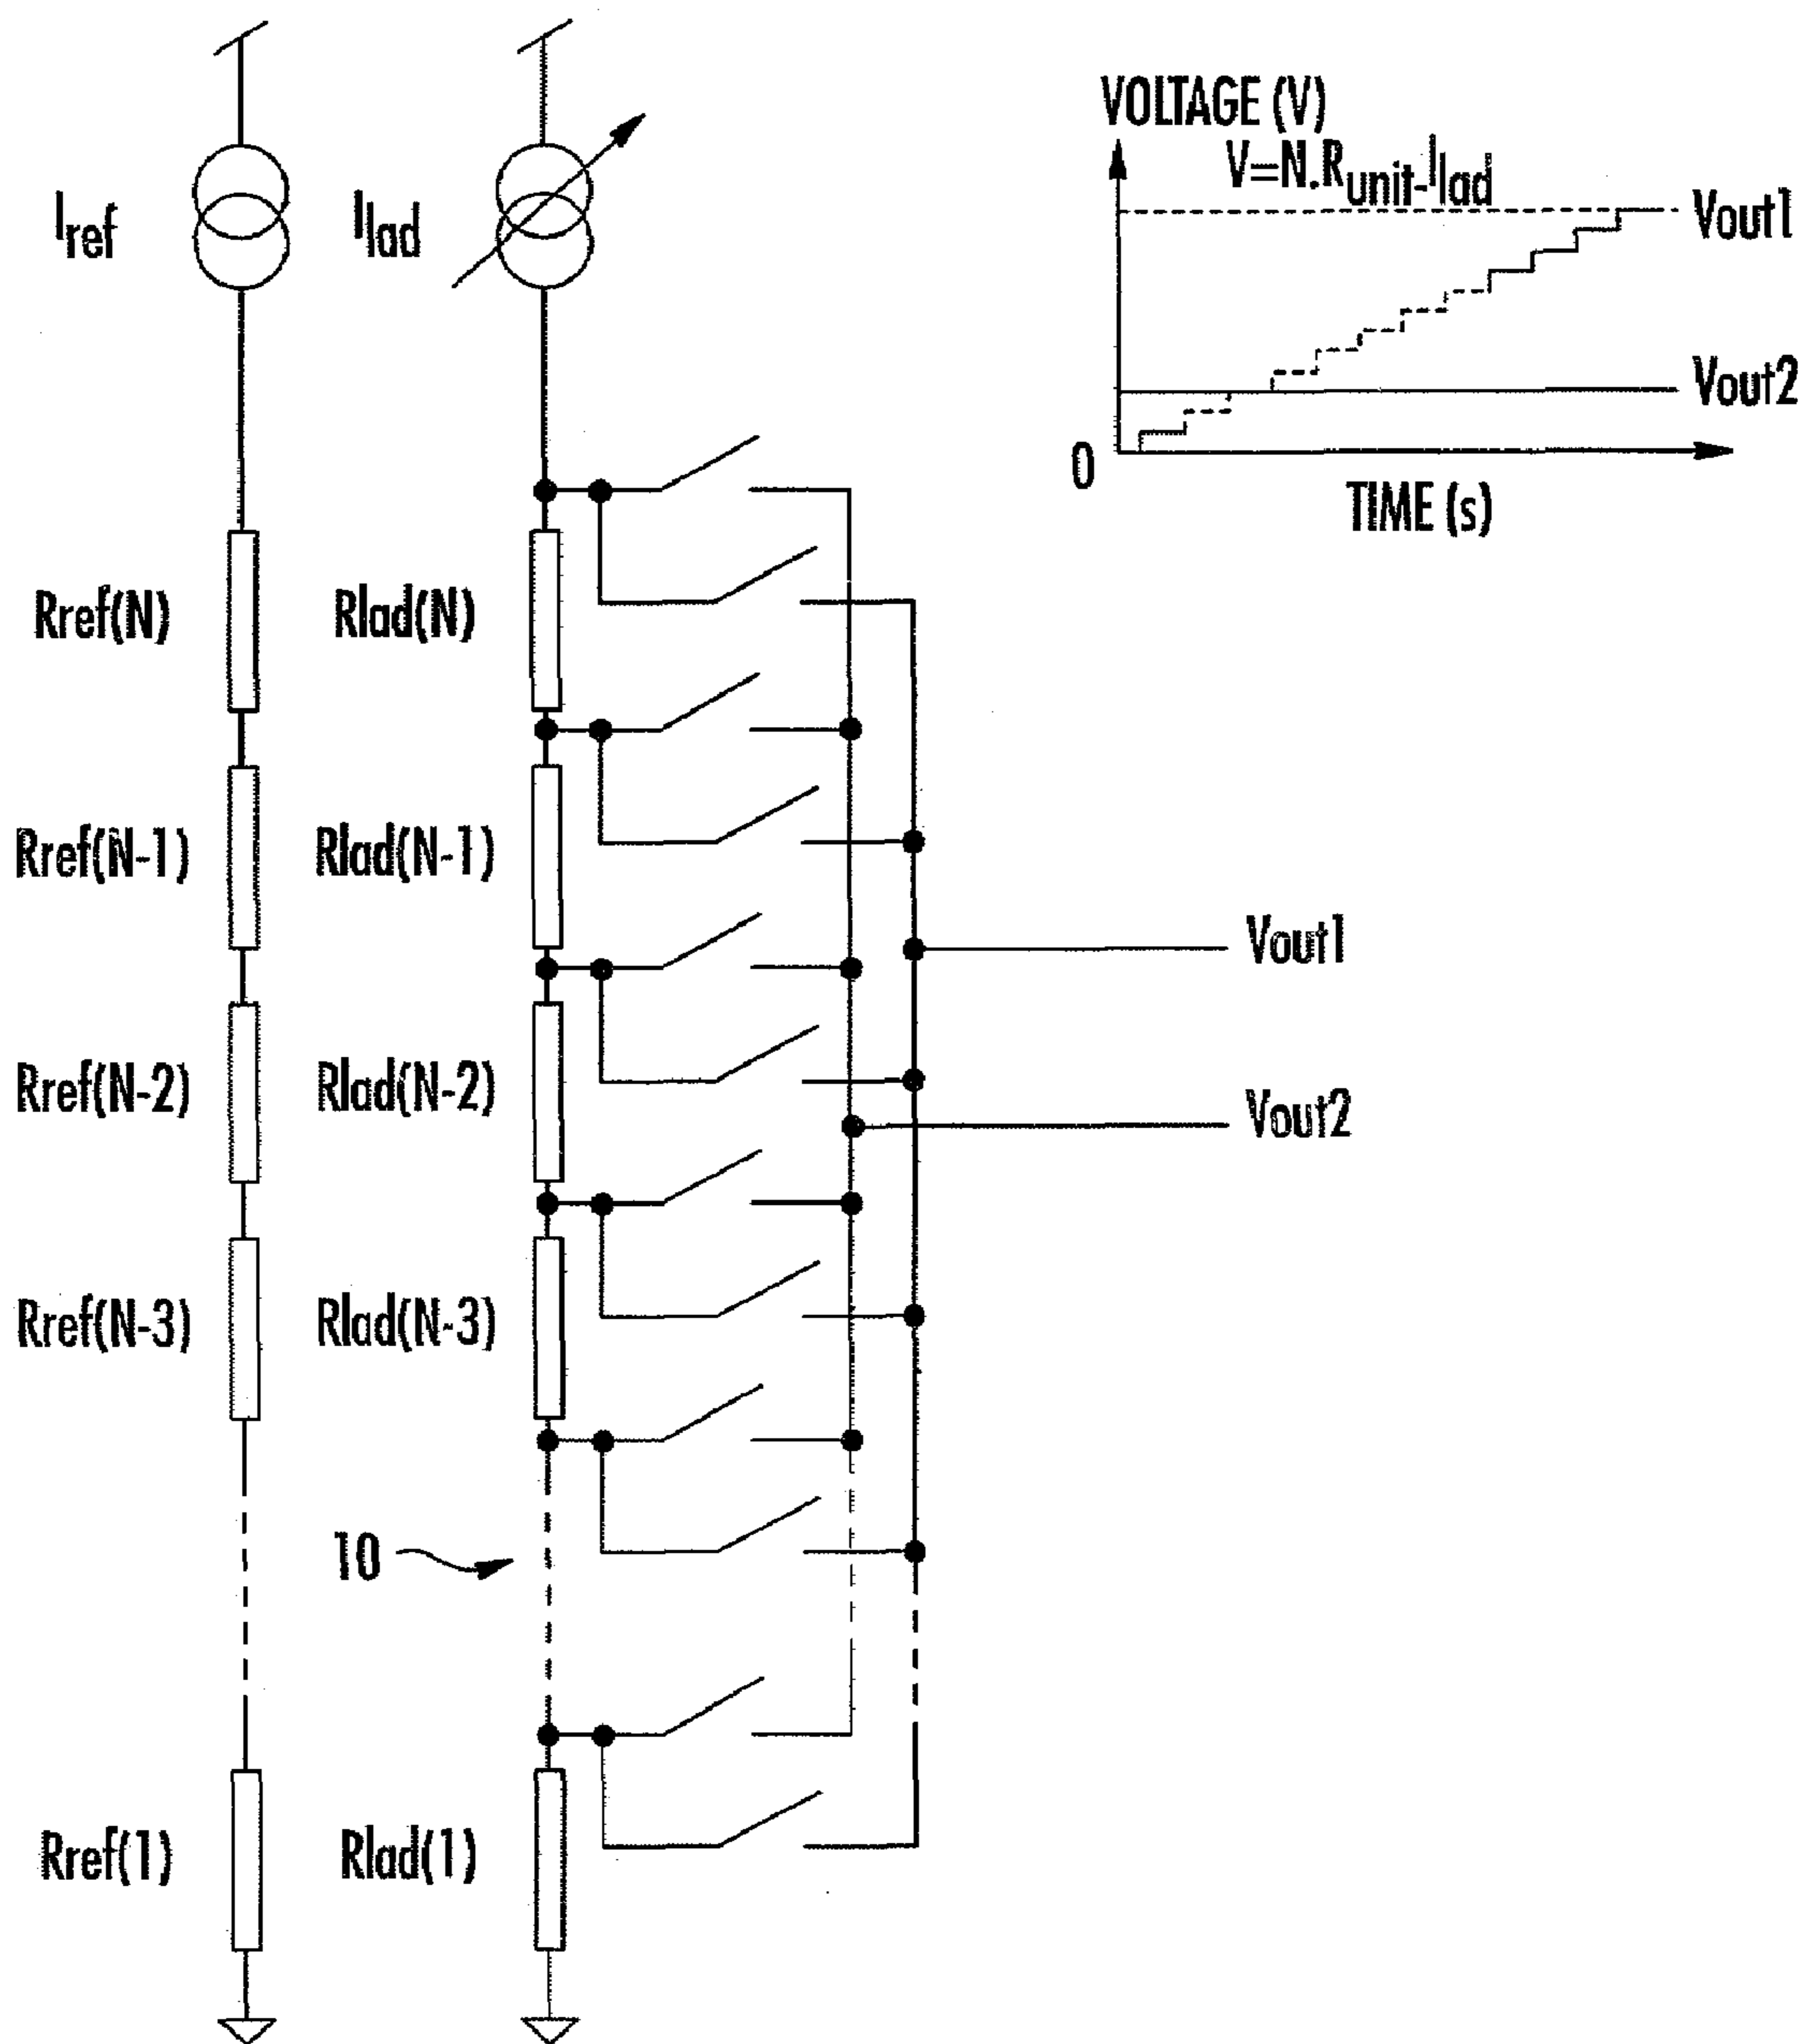 VOLTAGE (V)
V=N.Runit-Ilad
Vout1
Vout2
0
TIME (s)
Iref
Ilad
Rref(N)
Rlad(N)
Rref(N-1)
Rlad(N-1)
Vout1
Rref(N-2)
Rlad(N-2)
Vout2
Rref(N-3)
Rlad(N-3)
10
Rref(1)
Rlad(1)